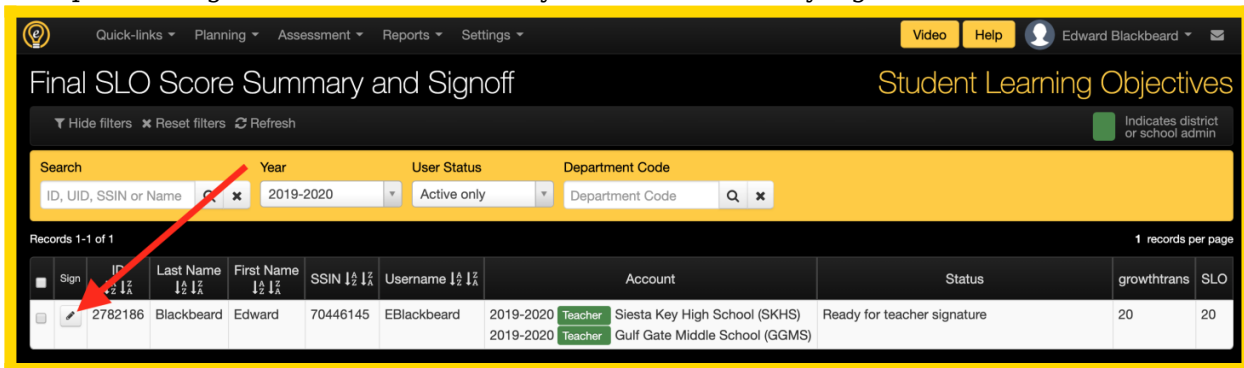 Quick-links Planning Assessment Reports Settings Video Help Edward Blackbeard
Final SLO Score Summary and Signoff Student Learning Objectives
Hide filters Reset filters Refresh Indicates district
or school admin
Search Year User Status Department Code
ID, UID, SSIN or Name 2019-2020 Active only Department Code
Records 1-1 of 1 1 records per page
Sign ID Last Name First Name SSIN Username Account Status growthtrans SLO
2782186 Blackbeard Edward 70446145 EBlackbeard 2019-2020 Teacher Siesta Key High School (SKHS) Ready for teacher signature 20 20
2019-2020 Teacher Gulf Gate Middle School (GGMS)